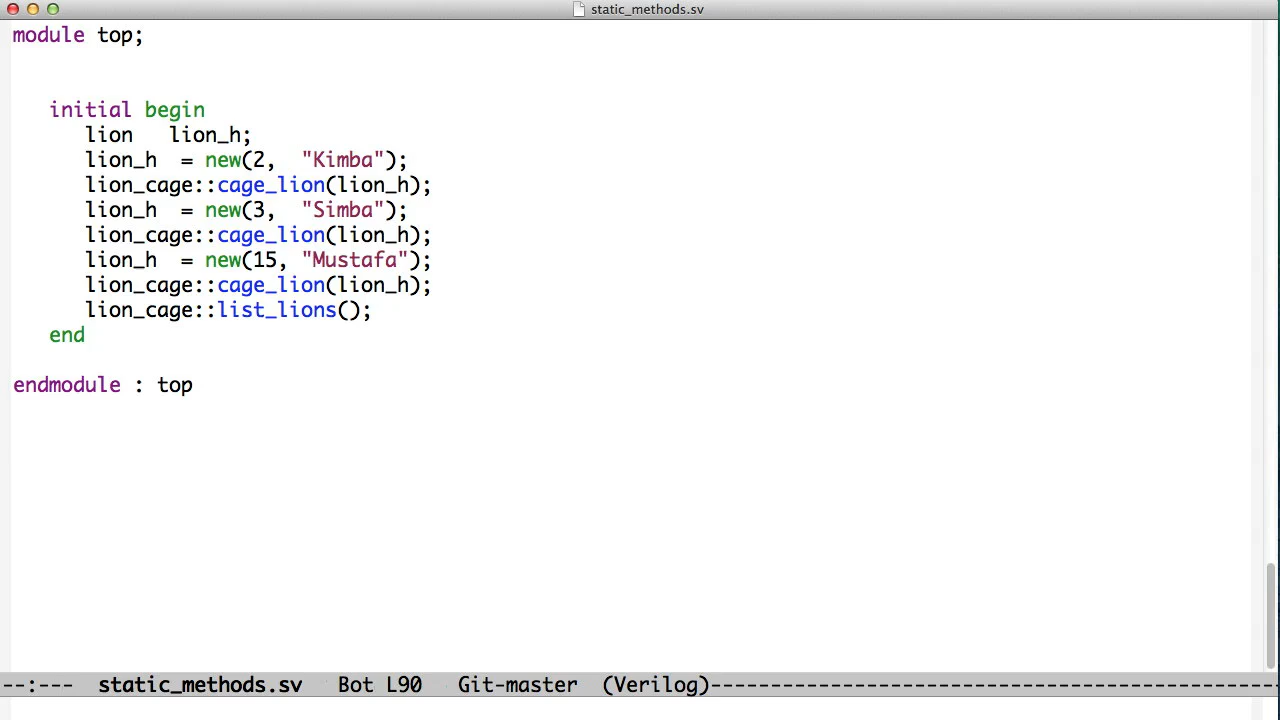 static_methods.sv
module top;
initial begin
lion lion_h;
lion_h = new(2, "Kimba");
lion_cage::cage_lion(lion_h);
lion_h = new(3, "Simba");
lion_cage::cage_lion(lion_h);
lion_h = new(15, "Mustafa");
lion_cage::cage_lion(lion_h);
lion_cage::list_lions();
end
endmodule : top
--:--- static_methods.sv Bot L90 Git-master (Verilog)------------------------------------------------